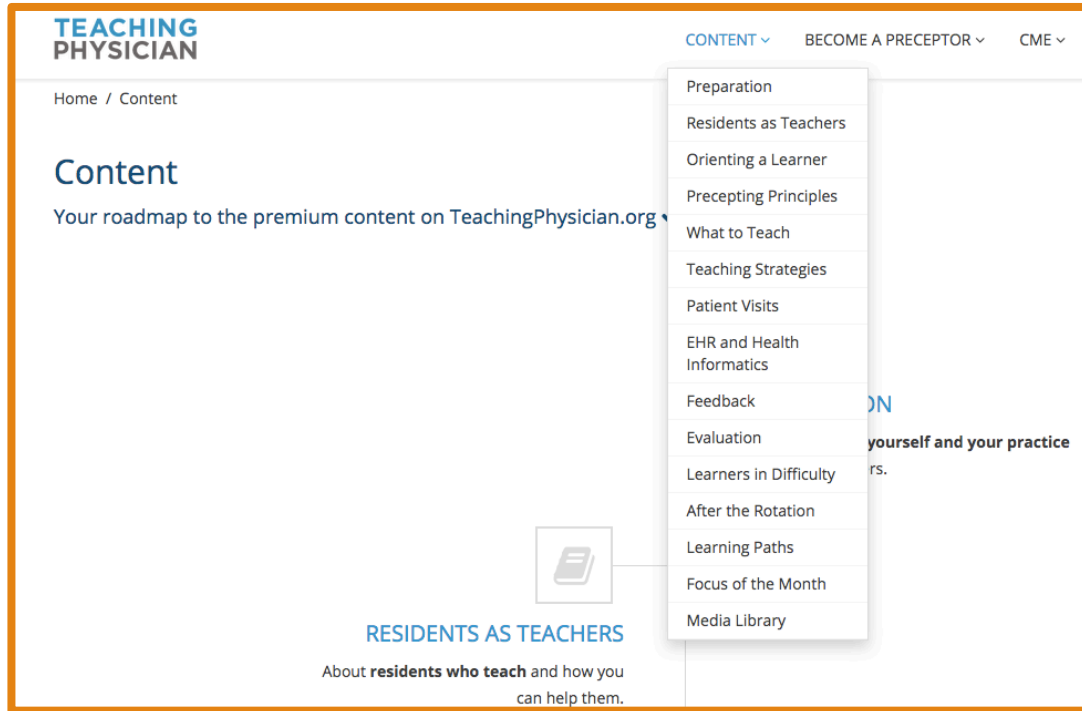 TEACHING
PHYSICIAN
CONTENT
BECOME A PRECEPTOR
CME
Home / Content
Content
Your roadmap to the premium content on TeachingPhysician.org
Preparation
Residents as Teachers
Orienting a Learner
Precepting Principles
What to Teach
Teaching Strategies
Patient Visits
EHR and Health
Informatics
Feedback
Evaluation
Learners in Difficulty
After the Rotation
Learning Paths
Focus of the Month
Media Library
ON
yourself and your practice
rs.
RESIDENTS AS TEACHERS
About residents who teach and how you
can help them.